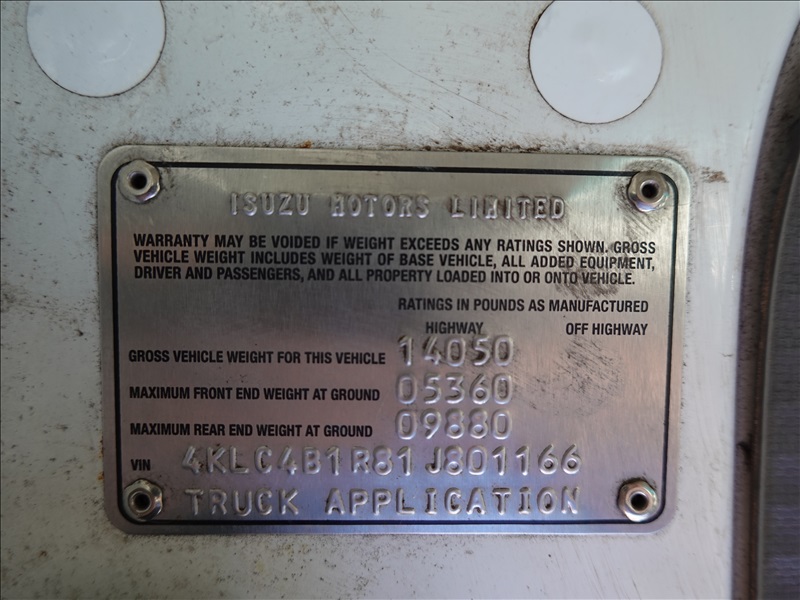 ISUZU MOTORS LIMITED
WARRANTY MAY BE VOIDED IF WEIGHT EXCEEDS ANY RATINGS SHOWN. GROSS
VEHICLE WEIGHT INCLUDES WEIGHT OF BASE VEHICLE, ALL ADDED EQUIPMENT,
DRIVER AND PASSENGERS, AND ALL PROPERTY LOADED INTO OR ONTO VEHICLE.
RATINGS IN POUNDS AS MANUFACTURED
HIGHWAY OFF HIGHWAY
GROSS VEHICLE WEIGHT FOR THIS VEHICLE 14050
MAXIMUM FRONT END WEIGHT AT GROUND 05360
MAXIMUM REAR END WEIGHT AT GROUND 09880
VIN 4KLC4B1R81J801166
TRUCK APPLICATION